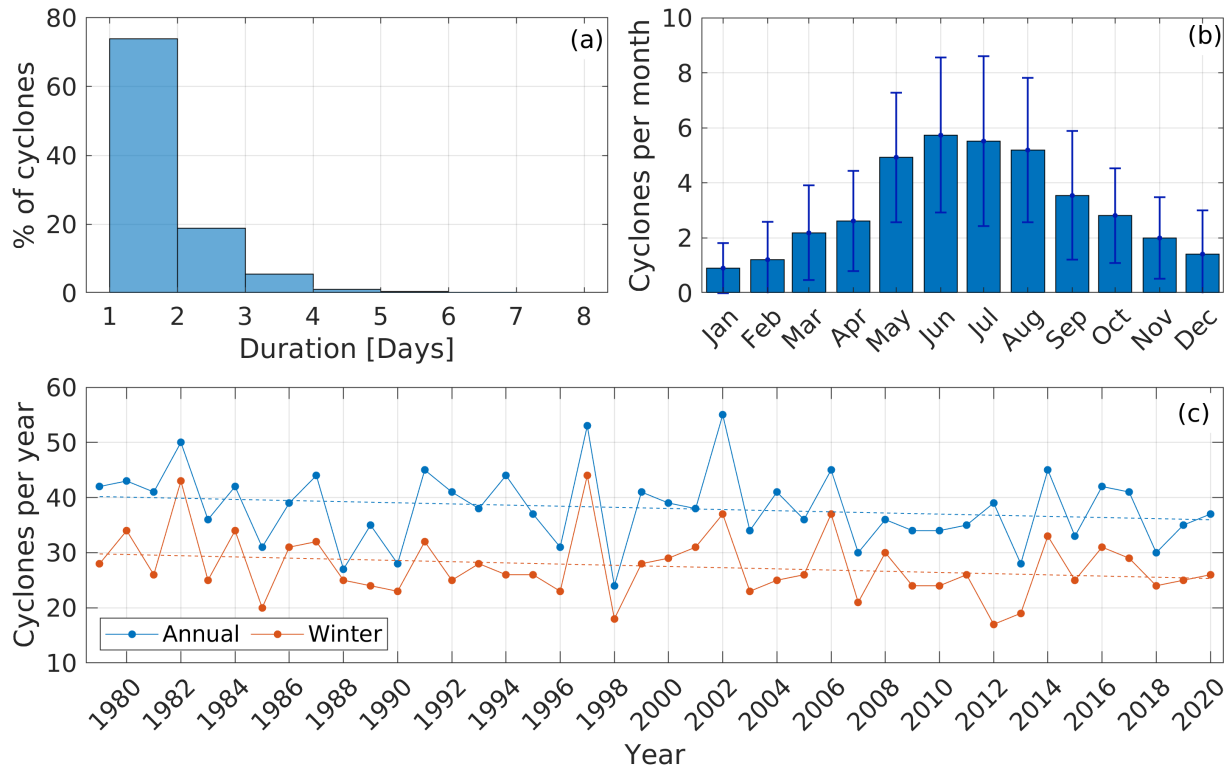 (a)
% of cyclones
80
60
40
20
0
1 2 3 4 5 6 7 8
Duration [Days]
(b)
Cyclones per month
10
8
6
4
2
0
Jan Feb Mar Apr May Jun Jul Aug Sep Oct Nov Dec
(c)
Cyclones per year
60
50
40
30
20
10
Annual Winter
1980 1982 1984 1986 1988 1990 1992 1994 1996 1998 2000 2002 2004 2006 2008 2010 2012 2014 2016 2018 2020
Year